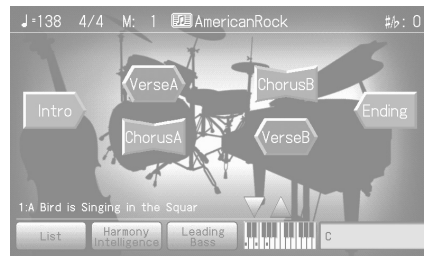 ♩=138 4/4 M: 1 AmericanRock #/b: 0
VerseA ChorusB
Intro Ending
ChorusA VerseB
1:A Bird is Singing in the Squar
List Harmony Intelligence Leading Bass C